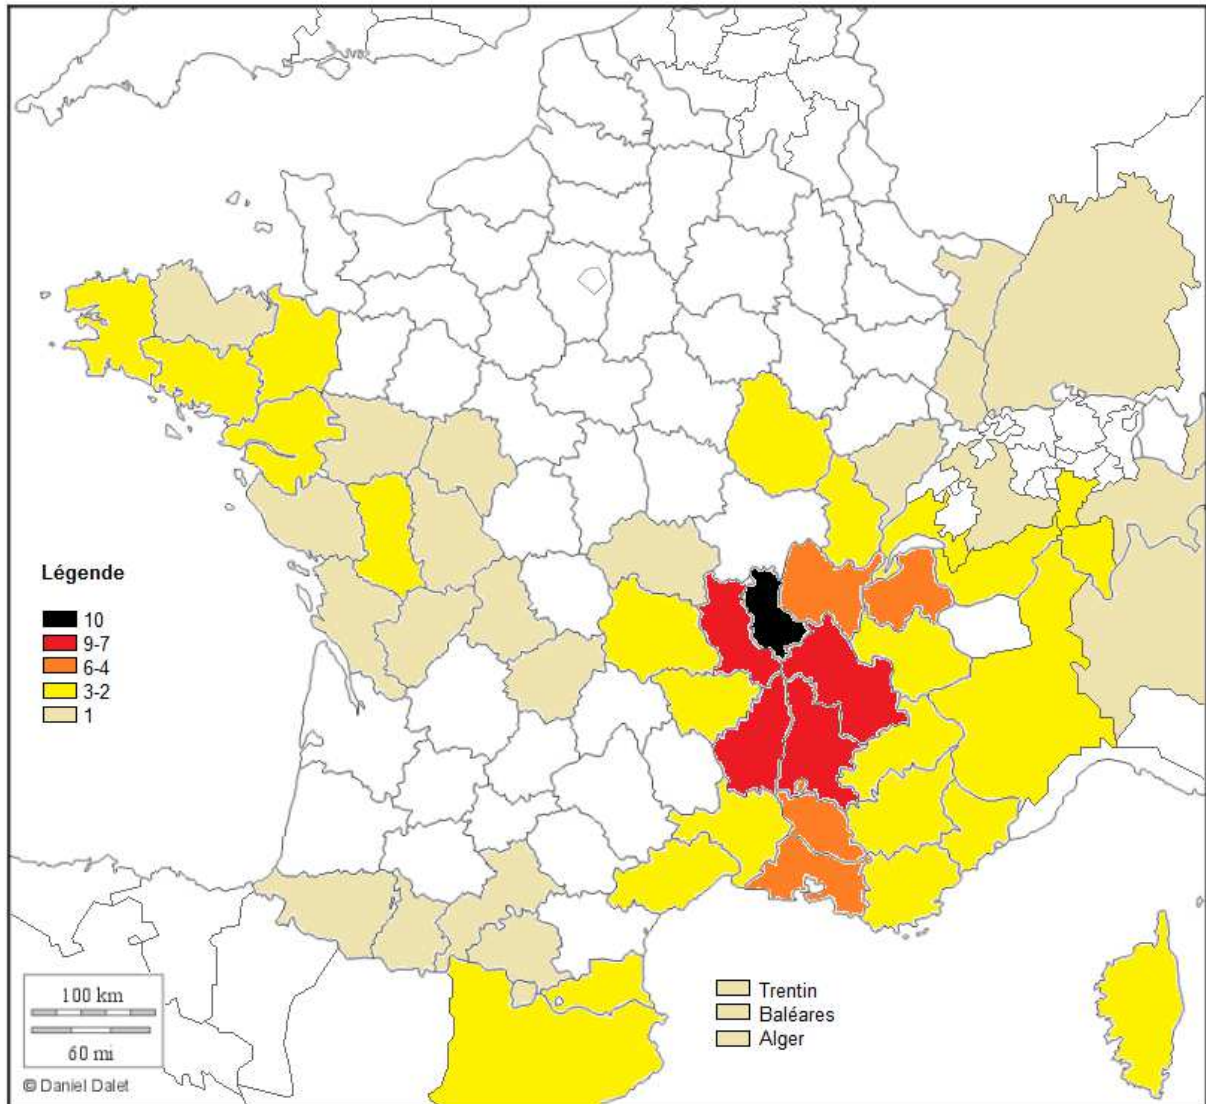 Légende
10
9-7
6-4
3-2
1
100 km
60 mi
© Daniel Dalet
Trentin
Baléares
Alger